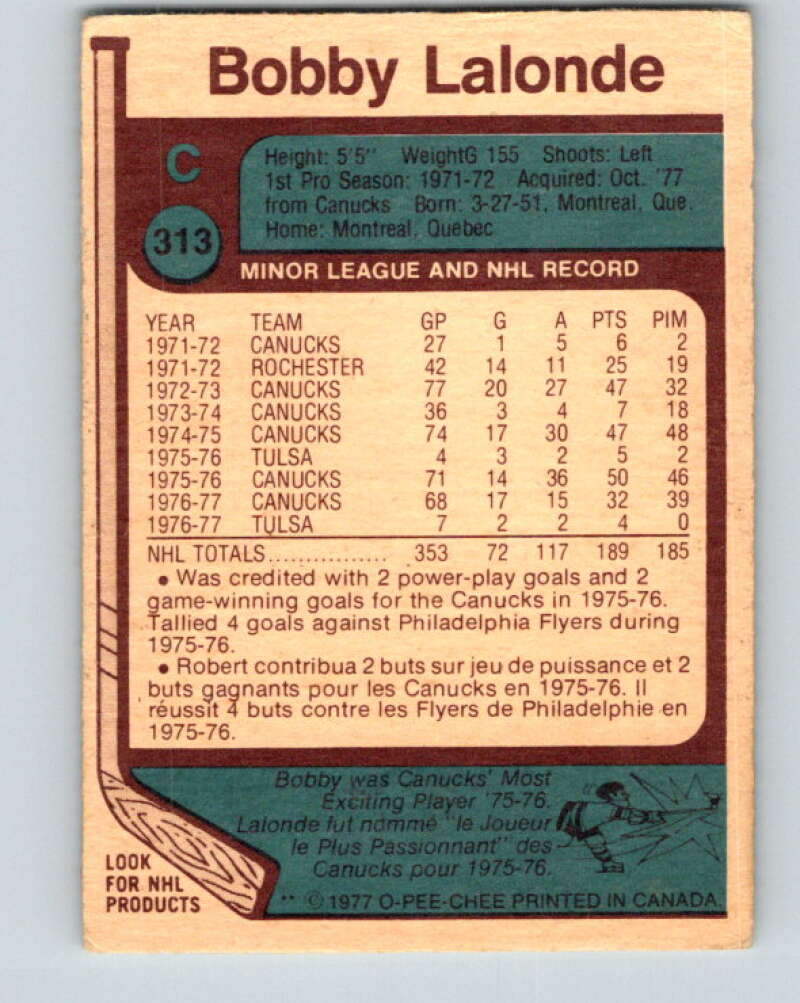 Bobby Lalonde
C
Height: 5'5" WeightG 155 Shoots: Left
1st Pro Season: 1971-72 Acquired: Oct. '77
from Canucks Born: 3-27-51, Montreal, Que.
Home: Montreal, Quebec
313
MINOR LEAGUE AND NHL RECORD
YEAR TEAM GP G A PTS PIM
1971-72 CANUCKS 27 1 5 6 2
1971-72 ROCHESTER 42 14 11 25 19
1972-73 CANUCKS 77 20 27 47 32
1973-74 CANUCKS 36 3 4 7 18
1974-75 CANUCKS 74 17 30 47 48
1975-76 TULSA 4 3 2 5 2
1975-76 CANUCKS 71 14 36 50 46
1976-77 CANUCKS 68 17 15 32 39
1976-77 TULSA 7 2 2 4 0
NHL TOTALS................ 353 72 117 189 185
• Was credited with 2 power-play goals and 2
game-winning goals for the Canucks in 1975-76.
Tallied 4 goals against Philadelphia Flyers during
1975-76.
• Robert contribua 2 buts sur jeu de puissance et 2
buts gagnants pour les Canucks en 1975-76. Il
réussit 4 buts contre les Flyers de Philadelphie en
1975-76.
Bobby was Canucks' Most
Exciting Player '75-76.
Lalonde fut nommé "le Joueur
le Plus Passionnant" des
Canucks pour 1975-76.
LOOK
FOR NHL
PRODUCTS
** © 1977 O-PEE-CHEE PRINTED IN CANADA